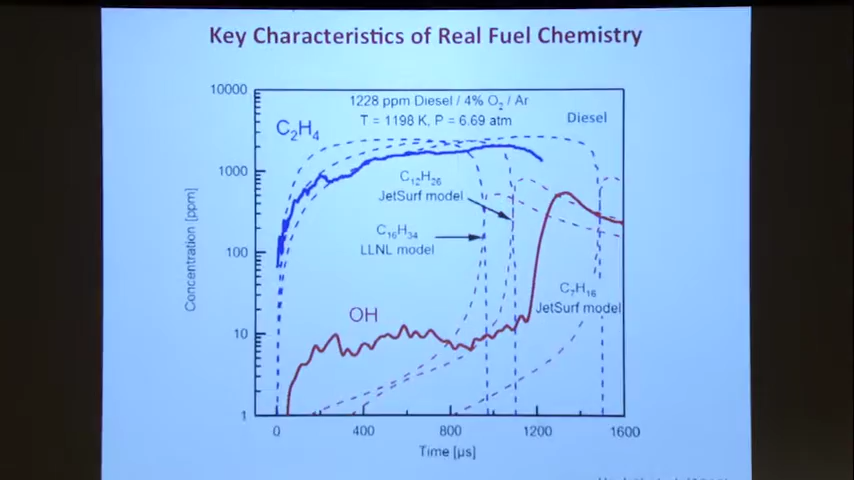 Key Characteristics of Real Fuel Chemistry
10000
1000
100
10
1
Concentration [ppm]
1228 ppm Diesel / 4% O₂ / Ar
T = 1198 K, P = 6.69 atm
Diesel
C₂H₄
C₁₂H₂₆
JetSurf model
C₁₆H₃₄
LLNL model
C₇H₁₆
JetSurf model
OH
0 400 800 1200 1600
Time [µs]